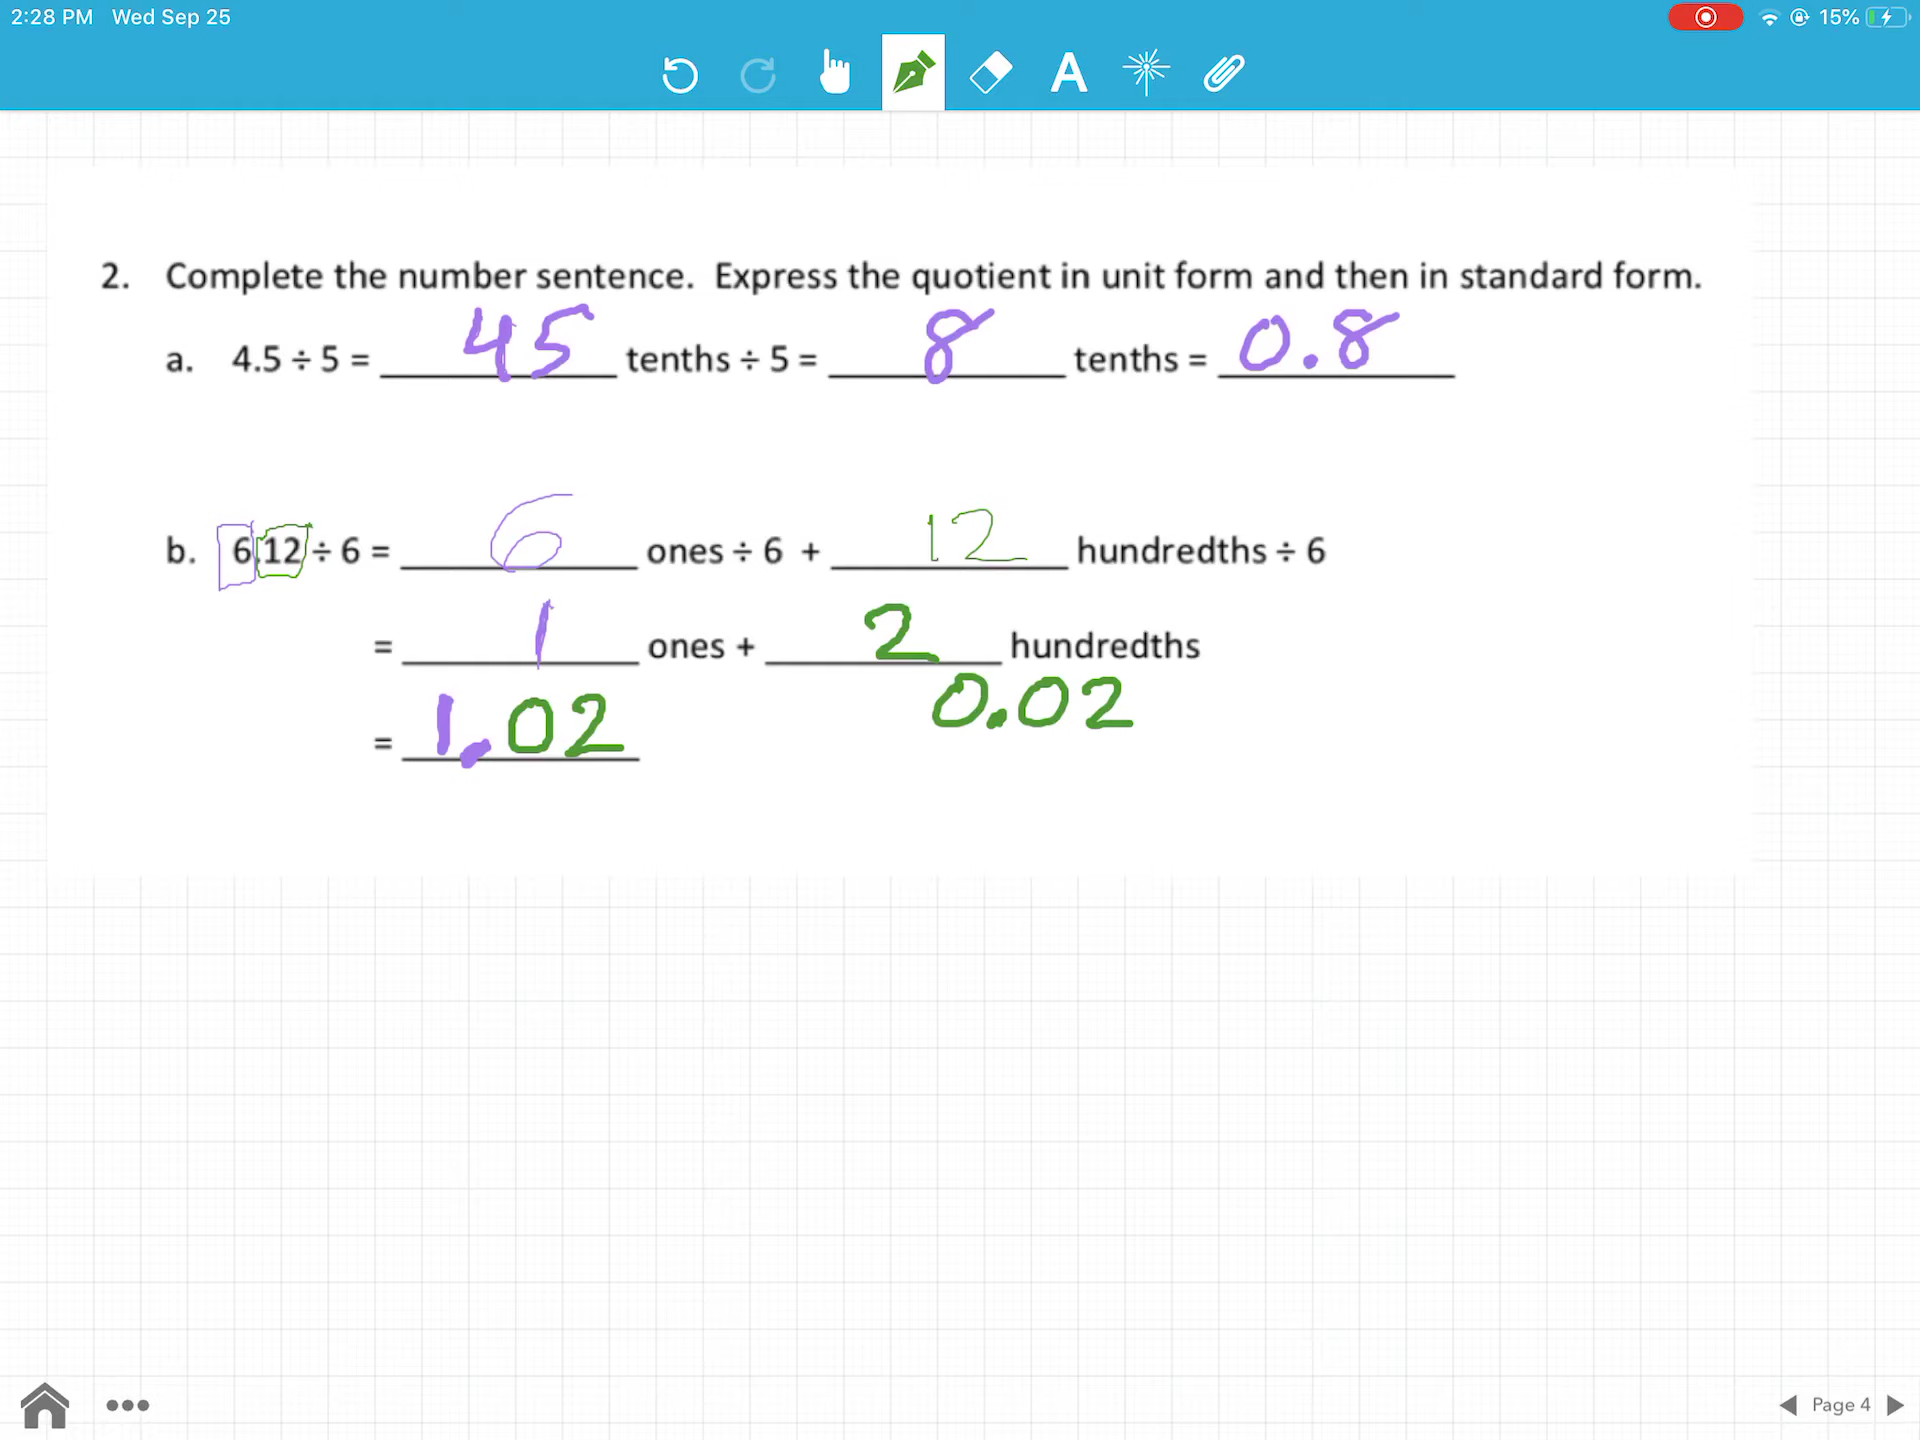 2:28 PM Wed Sep 25 15%
A
2. Complete the number sentence. Express the quotient in unit form and then in standard form.
a. 4.5 ÷ 5 = 45 tenths ÷ 5 = 8 tenths = 0.8
b. 6.12 ÷ 6 = 6 ones ÷ 6 + 12 hundredths ÷ 6
= 1 ones + 2 hundredths
0.02
= 1.02
Page 4